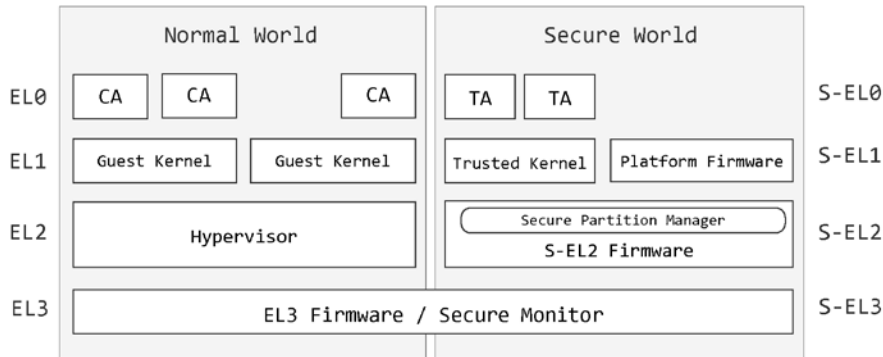 Normal World
Secure World
EL0
CA
CA
CA
TA
TA
S-EL0
EL1
Guest Kernel
Guest Kernel
Trusted Kernel
Platform Firmware
S-EL1
EL2
Hypervisor
Secure Partition Manager
S-EL2 Firmware
S-EL2
EL3
EL3 Firmware / Secure Monitor
S-EL3